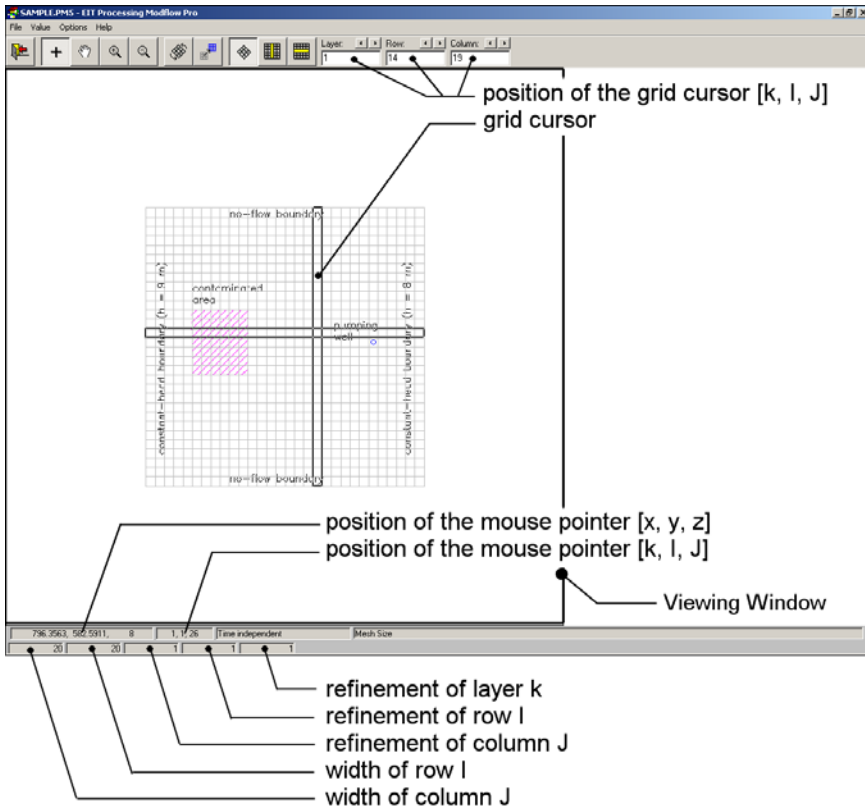 SAMPLE.PM5 - EIT Processing Modflow Pro
File Value Options Help
Layer: Row: Column:
1 14 19
position of the grid cursor [k, I, J]
grid cursor
no-flow boundary
constant-head boundary (h = 9 m)
constant-head boundary (h = 8 m)
contaminated
area
pumping
well
no-flow boundary
position of the mouse pointer [x, y, z]
position of the mouse pointer [k, I, J]
Viewing Window
796.3563, 582.5911, 8 1, 1, 26 Time independent Mesh Size
20 20 1 1 1
refinement of layer k
refinement of row I
refinement of column J
width of row I
width of column J